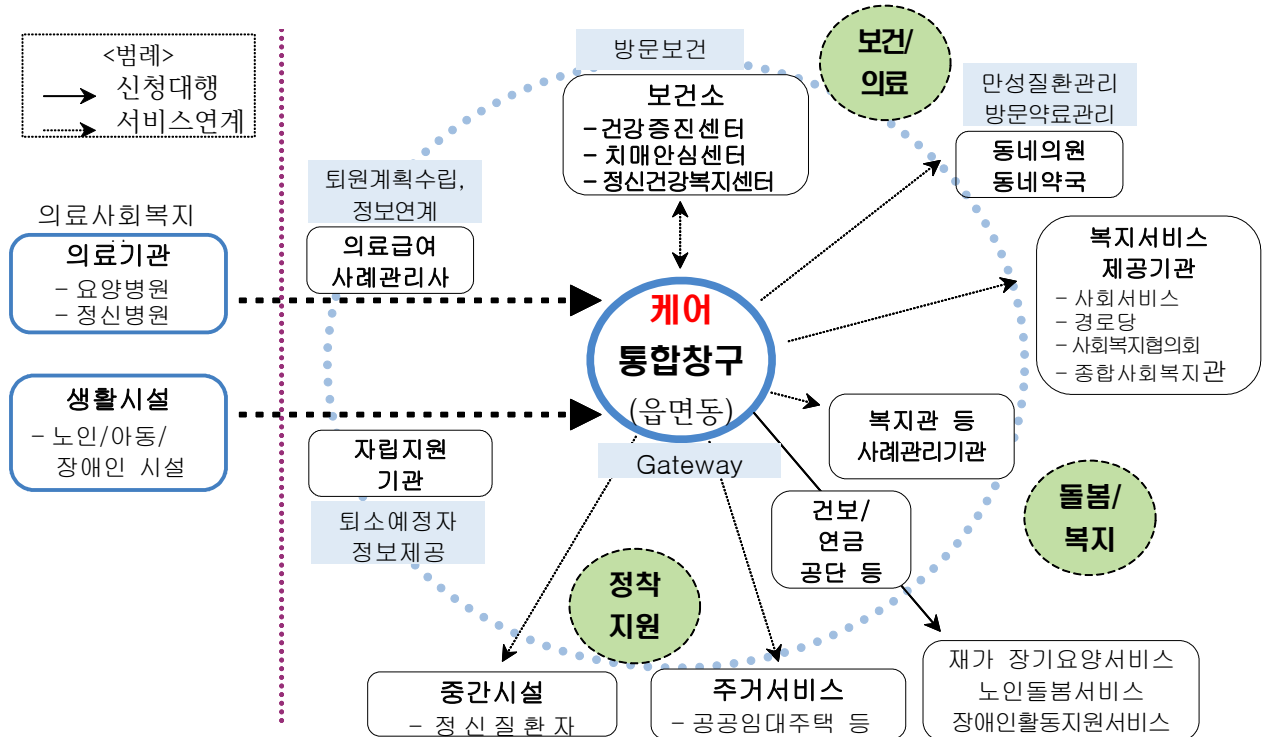 <범례>
신청대행
서비스연계
의료사회복지
의료기관
- 요양병원
- 정신병원
생활시설
- 노인/아동/
장애인 시설
퇴원계획수립,
정보연계
의료급여
사례관리사
자립지원
기관
퇴소예정자
정보제공
방문보건
보건소
- 건강증진센터
- 치매안심센터
- 정신건강복지센터
케어
통합창구
(읍면동)
Gateway
보건/
의료
만성질환관리
방문약료관리
동네의원
동네약국
복지서비스
제공기관
- 사회서비스
- 경로당
- 사회복지협의회
- 종합사회복지관
복지관 등
사례관리기관
돌봄/
복지
건보/
연금
공단 등
정착
지원
중간시설
- 정신질환자
주거서비스
- 공공임대주택 등
재가 장기요양서비스
노인돌봄서비스
장애인활동지원서비스